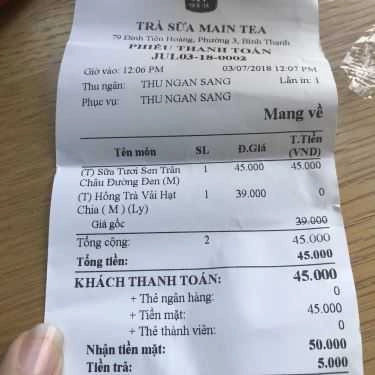 TRÀ SỮA MAIN TEA
79 Đinh Tiên Hoàng, Phường 3, Bình Thạnh
PHIẾU THANH TOÁN
JUL03-18-0002
Giờ vào: 12:06 PM 03/07/2018 12:07 PM
Thu ngân: THU NGAN SANG Lần in: 1
Phục vụ: THU NGAN SANG
Mang về
Tên món SL Đ.Giá T.Tiền (VND)
(T) Sữa Tươi Sen Trân 1 45.000 45.000
Châu Đường Đen (M)
(T) Hồng Trà Vải Hạt 1 39.000 0
Chia ( M ) (Ly)
Giá gốc 39.000
Tổng cộng: 2 45.000
Tổng tiền: 45.000
KHÁCH THANH TOÁN: 45.000
+ Thẻ ngân hàng: 0
+ Tiền mặt: 45.000
+ Thẻ thành viên: 0
Nhận tiền mặt: 50.000
Tiền trả: 5.000